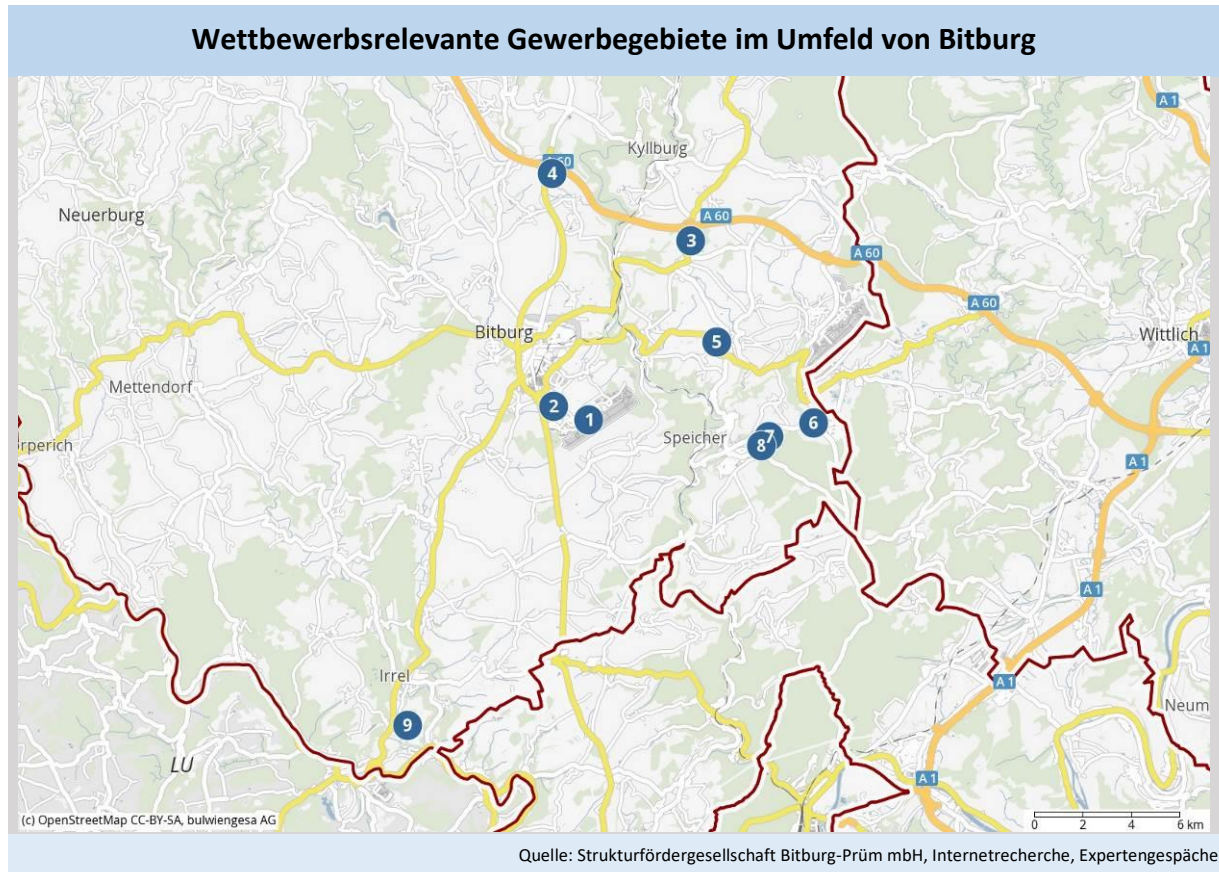 Wettbewerbsrelevante Gewerbegebiete im Umfeld von Bitburg
A 1
A 60
Kyllburg
4
Neuerburg
A 60
3
A 60
A 60
Bitburg
5
Wittlich
A 1
Mettendorf
2
1
6
Speicher
7
8
rperich
A 1
A 1
Irrel
A 1
Neum
9
LU
A 1
(c) OpenStreetMap CC-BY-SA, bulwiengesa AG
0 2 4 6 km
Quelle: Strukturfördergesellschaft Bitburg-Prüm mbH, Internetrecherche, Expertengespäche